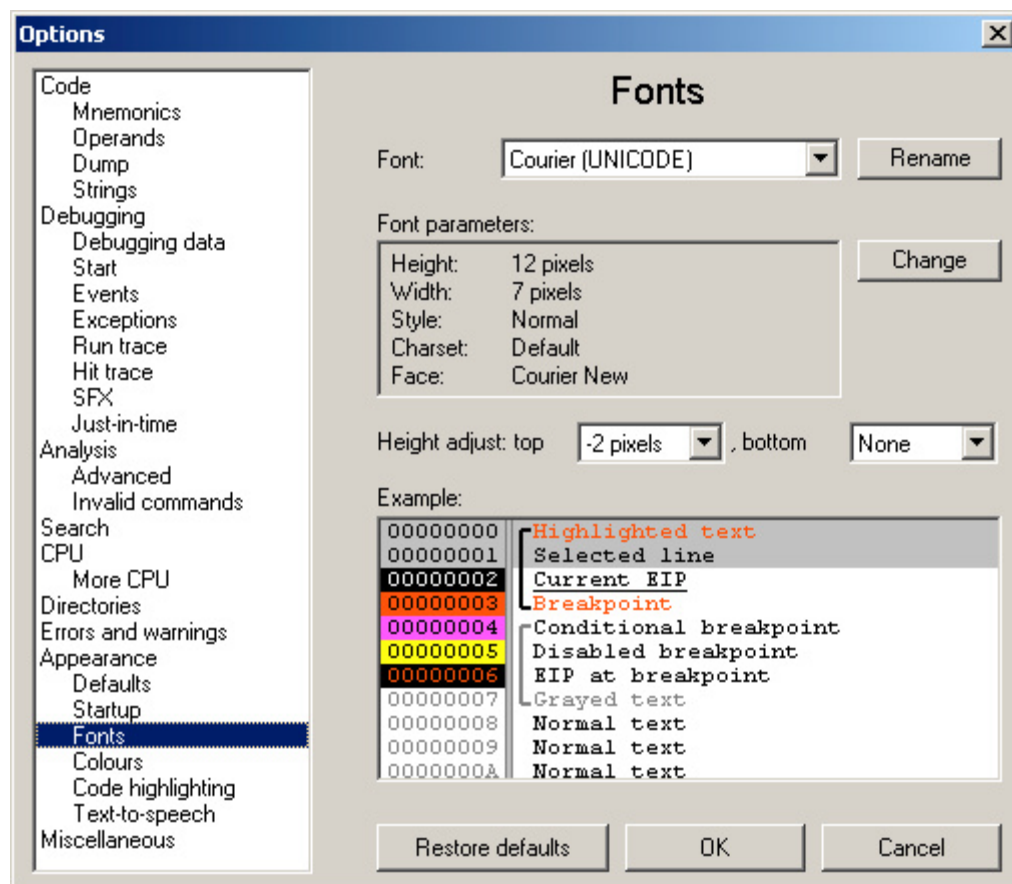 Options
Code
Mnemonics
Operands
Dump
Strings
Debugging
Debugging data
Start
Events
Exceptions
Run trace
Hit trace
SFX
Just-in-time
Analysis
Advanced
Invalid commands
Search
CPU
More CPU
Directories
Errors and warnings
Appearance
Defaults
Startup
Fonts
Colours
Code highlighting
Text-to-speech
Miscellaneous
Fonts
Font: Courier (UNICODE) Rename
Font parameters:
Change
Height: 12 pixels
Width: 7 pixels
Style: Normal
Charset: Default
Face: Courier New
Height adjust: top -2 pixels , bottom None
Example:
00000000 Highlighted text
00000001 Selected line
00000002 Current EIP
00000003 Breakpoint
00000004 Conditional breakpoint
00000005 Disabled breakpoint
00000006 EIP at breakpoint
00000007 Grayed text
00000008 Normal text
00000009 Normal text
0000000A Normal text
Restore defaults OK Cancel